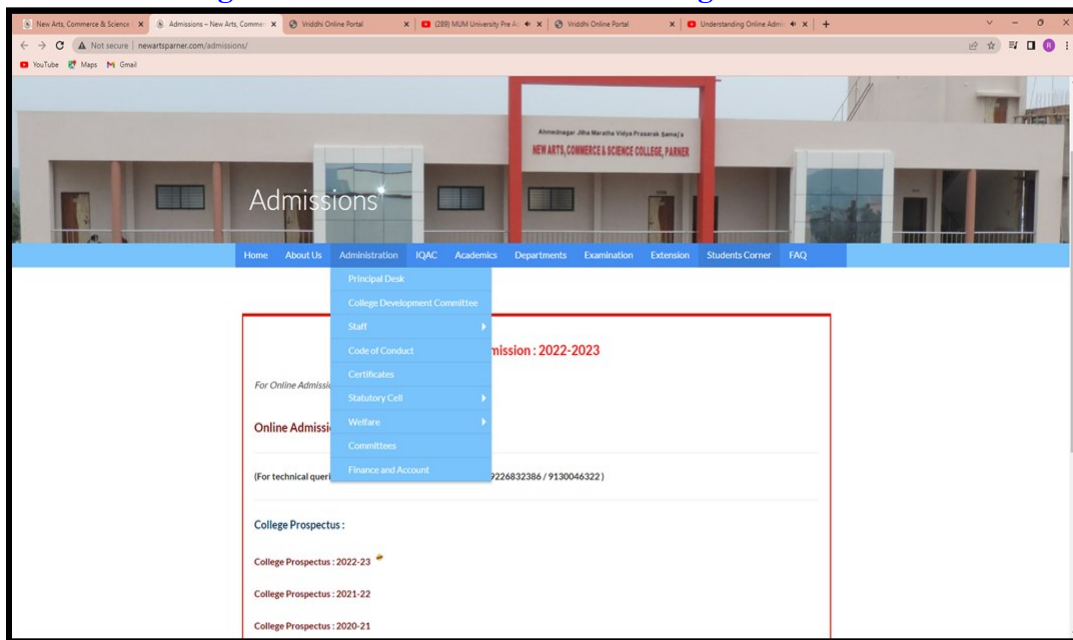 New Arts, Commerce & Science
Admissions – New Arts, Commer
Vriddhi Online Portal
(289) MUM University Pre Ad
Vriddhi Online Portal
Understanding Online Admi
Not secure | newartsparner.com/admissions/
YouTube Maps Gmail
Ahmednagar Jilha Maratha Vidya Prasarak Samaj's
NEW ARTS, COMMERCE & SCIENCE COLLEGE, PARNER
Admissions
Home About Us Administration IQAC Academics Departments Examination Extension Students Corner FAQ
Principal Desk
College Development Committee
Staff
Code of Conduct
mission : 2022-2023
Certificates
For Online Admissi
Statutory Cell
Welfare
Online Admissi
Committees
Finance and Account
(For technical queri
9226832386 / 9130046322 )
College Prospectus :
College Prospectus : 2022-23
College Prospectus : 2021-22
College Prospectus : 2020-21